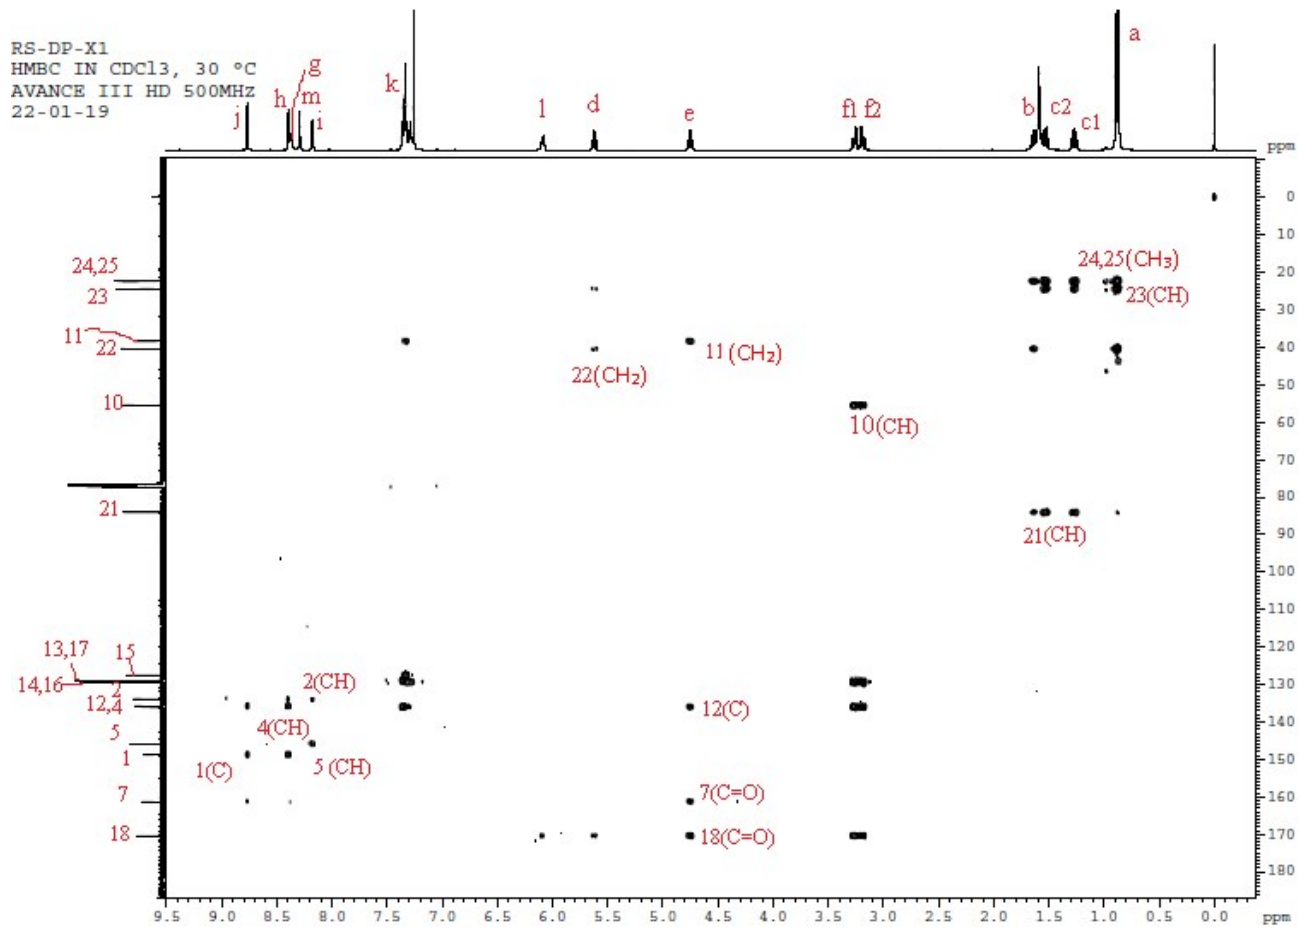 RS-DP-X1
HMBC IN CDCl3, 30 °C
AVANCE III HD 500MHz
22-01-19
j
h
g
m
i
k
l
d
e
f1
f2
b
c2
c1
a
ppm
0
10
20
30
40
50
60
70
80
90
100
110
120
130
140
150
160
170
180
24,25
23
11
22
10
21
13,17
15
14,16
2
12,4
5
1
7
18
24,25(CH₃)
23(CH)
11(CH₂)
22(CH₂)
10(CH)
21(CH)
2(CH)
4(CH)
12(C)
1(C)
5(CH)
7(C=O)
18(C=O)
9.5 9.0 8.5 8.0 7.5 7.0 6.5 6.0 5.5 5.0 4.5 4.0 3.5 3.0 2.5 2.0 1.5 1.0 0.5 0.0 ppm